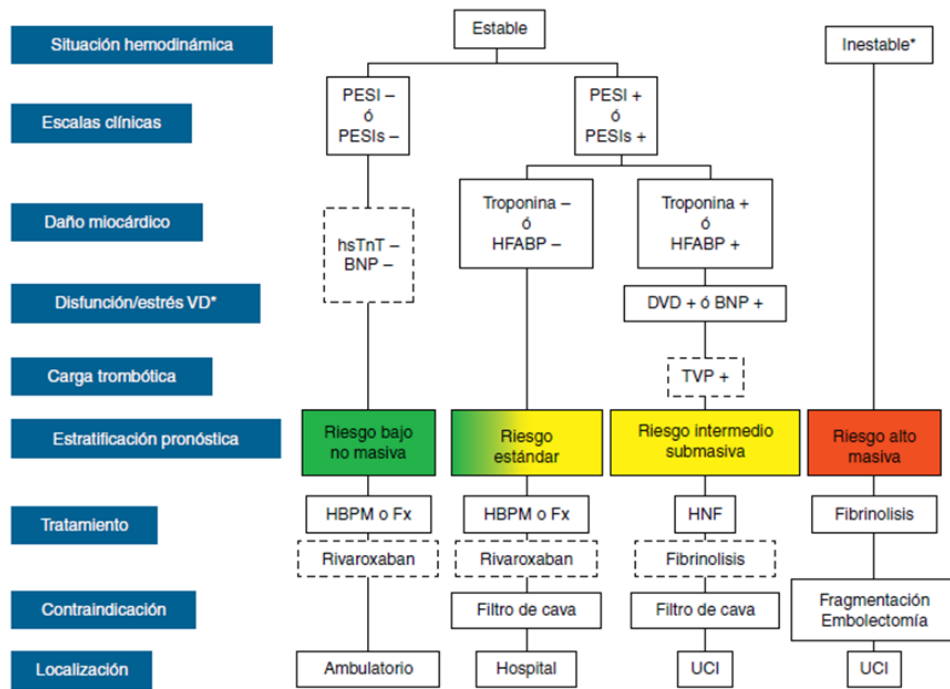 Situación hemodinámica
Estable
Inestable*
Escalas clínicas
PESI –
ó
PESIs –
PESI +
ó
PESIs +
Daño miocárdico
hsTnT –
BNP –
Troponina –
ó
HFABP –
Troponina +
ó
HFABP +
Disfunción/estrés VD*
DVD + ó BNP +
Carga trombótica
TVP +
Estratificación pronóstica
Riesgo bajo
no masiva
Riesgo
estándar
Riesgo intermedio
submasiva
Riesgo alto
masiva
Tratamiento
HBPM o Fx
HBPM o Fx
HNF
Fibrinolisis
Rivaroxaban
Rivaroxaban
Fibrinolisis
Contraindicación
Filtro de cava
Filtro de cava
Fragmentación
Embolectomía
Localización
Ambulatorio
Hospital
UCI
UCI